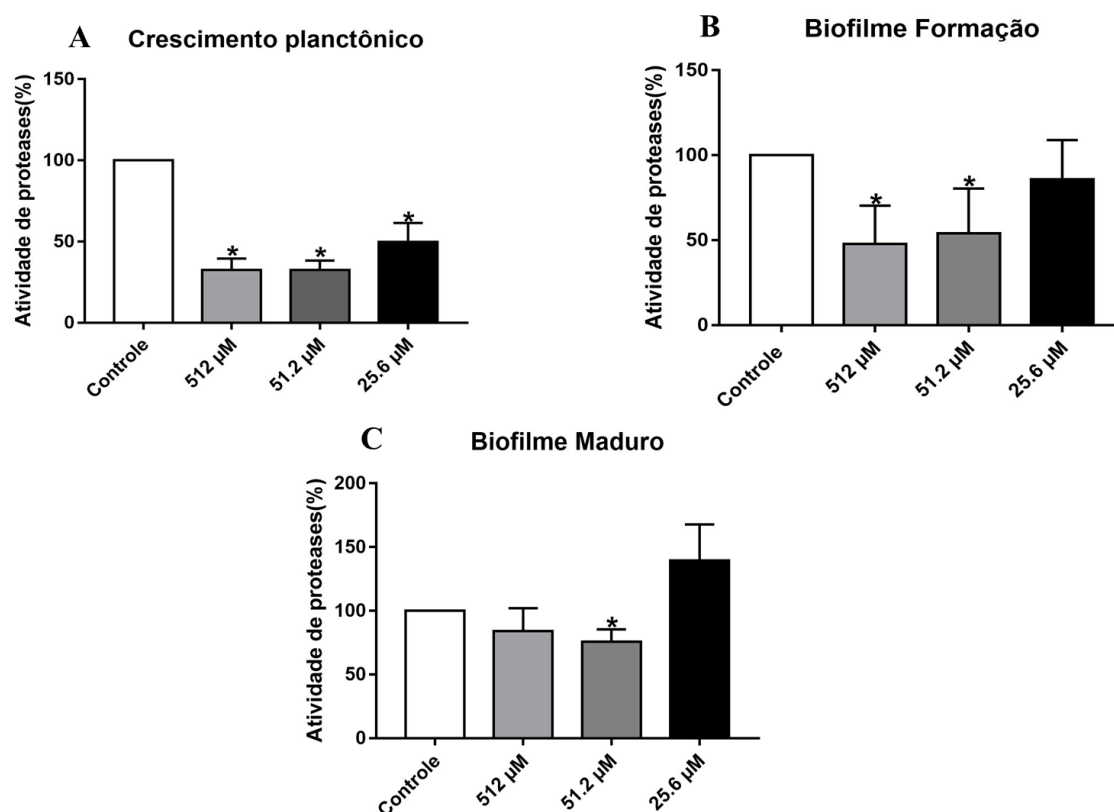 A
Crescimento planctônico
Atividade de proteases(%)
150
100
50
0
*
*
*
Controle
512 µM
51.2 µM
25.6 µM
B
Biofilme Formação
Atividade de proteases(%)
150
100
50
0
*
*
Controle
512 µM
51.2 µM
25.6 µM
C
Biofilme Maduro
Atividade de proteases(%)
200
150
100
50
0
*
Controle
512 µM
51.2 µM
25.6 µM